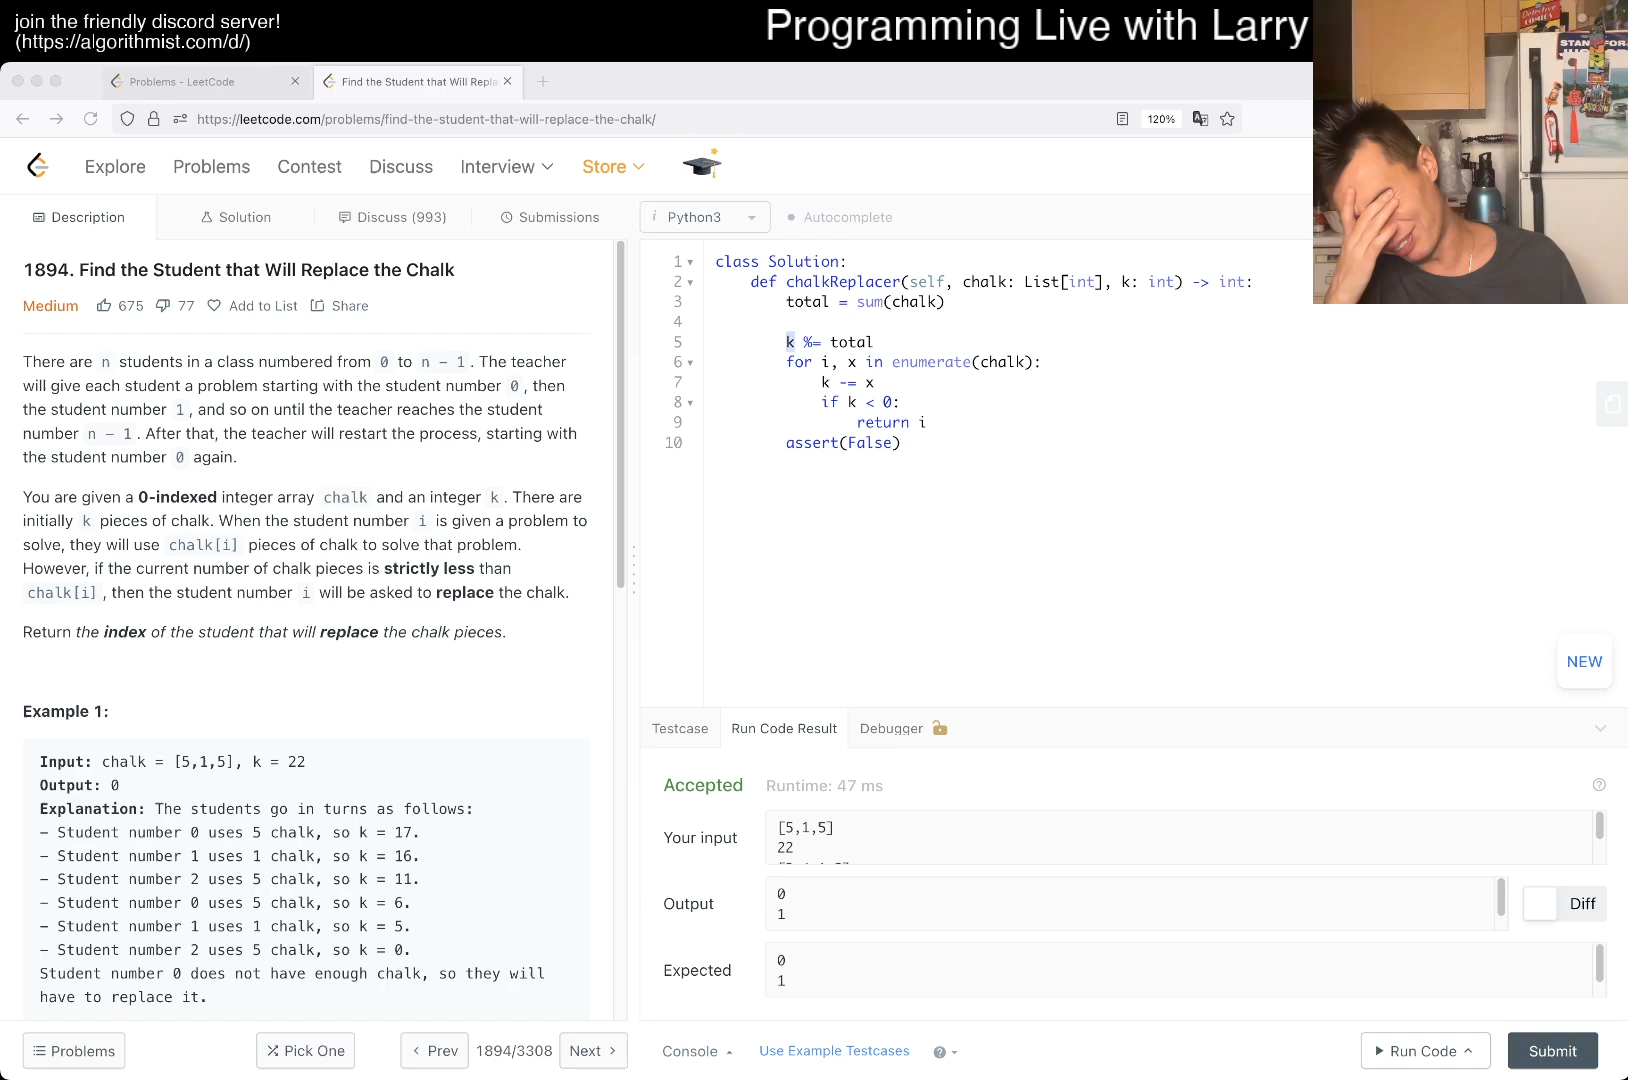 join the friendly discord server!
(https://algorithmist.com/d/)
Programming Live with Larry
Problems - LeetCode
Find the Student that Will Repla
https://leetcode.com/problems/find-the-student-that-will-replace-the-chalk/
120%
Explore Problems Contest Discuss Interview Store
Description Solution Discuss (993) Submissions
i Python3 Autocomplete
1894. Find the Student that Will Replace the Chalk
Medium 675 77 Add to List Share
There are n students in a class numbered from 0 to n - 1. The teacher
will give each student a problem starting with the student number 0, then
the student number 1, and so on until the teacher reaches the student
number n - 1. After that, the teacher will restart the process, starting with
the student number 0 again.
You are given a 0-indexed integer array chalk and an integer k. There are
initially k pieces of chalk. When the student number i is given a problem to
solve, they will use chalk[i] pieces of chalk to solve that problem.
However, if the current number of chalk pieces is strictly less than
chalk[i], then the student number i will be asked to replace the chalk.
Return the index of the student that will replace the chalk pieces.
Example 1:
Input: chalk = [5,1,5], k = 22
Output: 0
Explanation: The students go in turns as follows:
- Student number 0 uses 5 chalk, so k = 17.
- Student number 1 uses 1 chalk, so k = 16.
- Student number 2 uses 5 chalk, so k = 11.
- Student number 0 uses 5 chalk, so k = 6.
- Student number 1 uses 1 chalk, so k = 5.
- Student number 2 uses 5 chalk, so k = 0.
Student number 0 does not have enough chalk, so they will
have to replace it.
1 class Solution:
2 def chalkReplacer(self, chalk: List[int], k: int) -> int:
3 total = sum(chalk)
4
5 k %= total
6 for i, x in enumerate(chalk):
7 k -= x
8 if k < 0:
9 return i
10 assert(False)
NEW
Testcase Run Code Result Debugger
Accepted Runtime: 47 ms
Your input
[5,1,5]
22
Output
0
1
Diff
Expected
0
1
Problems Pick One Prev 1894/3308 Next
Console Use Example Testcases Run Code Submit